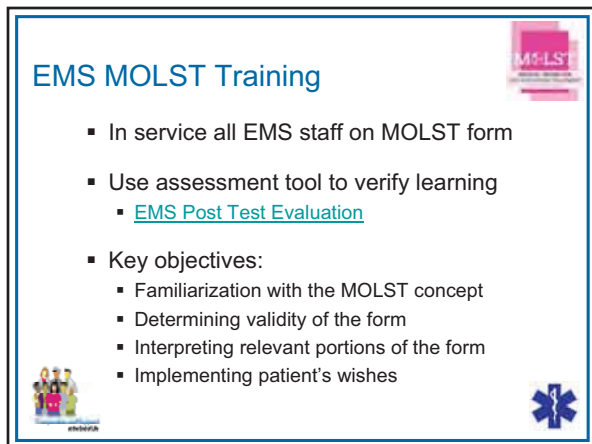 EMS MOLST Training
MOLST
▪ In service all EMS staff on MOLST form
▪ Use assessment tool to verify learning
▪ EMS Post Test Evaluation
▪ Key objectives:
▪ Familiarization with the MOLST concept
▪ Determining validity of the form
▪ Interpreting relevant portions of the form
▪ Implementing patient's wishes